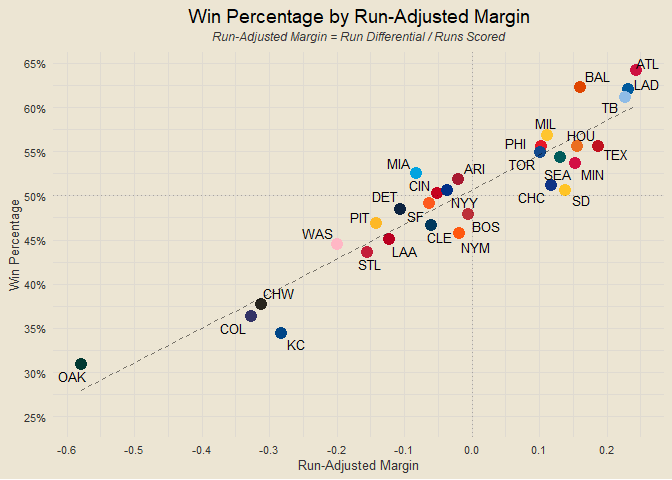 Win Percentage by Run-Adjusted Margin
Run-Adjusted Margin = Run Differential / Runs Scored
65%
60%
55%
50%
45%
40%
35%
30%
25%
Win Percentage
ATL
BAL
LAD
TB
MIL
HOU
PHI
TEX
TOR
SEA
MIN
CHC
SD
MIA
ARI
CIN
DET
NYY
SF
PIT
BOS
WAS
CLE
NYM
LAA
STL
CHW
COL
KC
OAK
-0.6
-0.5
-0.4
-0.3
-0.2
-0.1
0.0
0.1
0.2
Run-Adjusted Margin